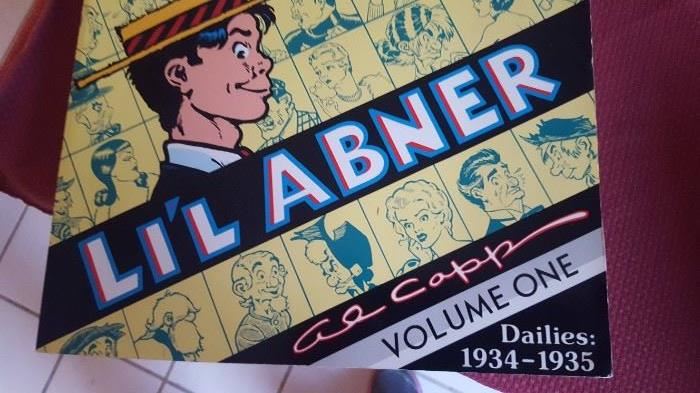 LI'L ABNER
al capp
VOLUME ONE
Dailies:
1934-1935